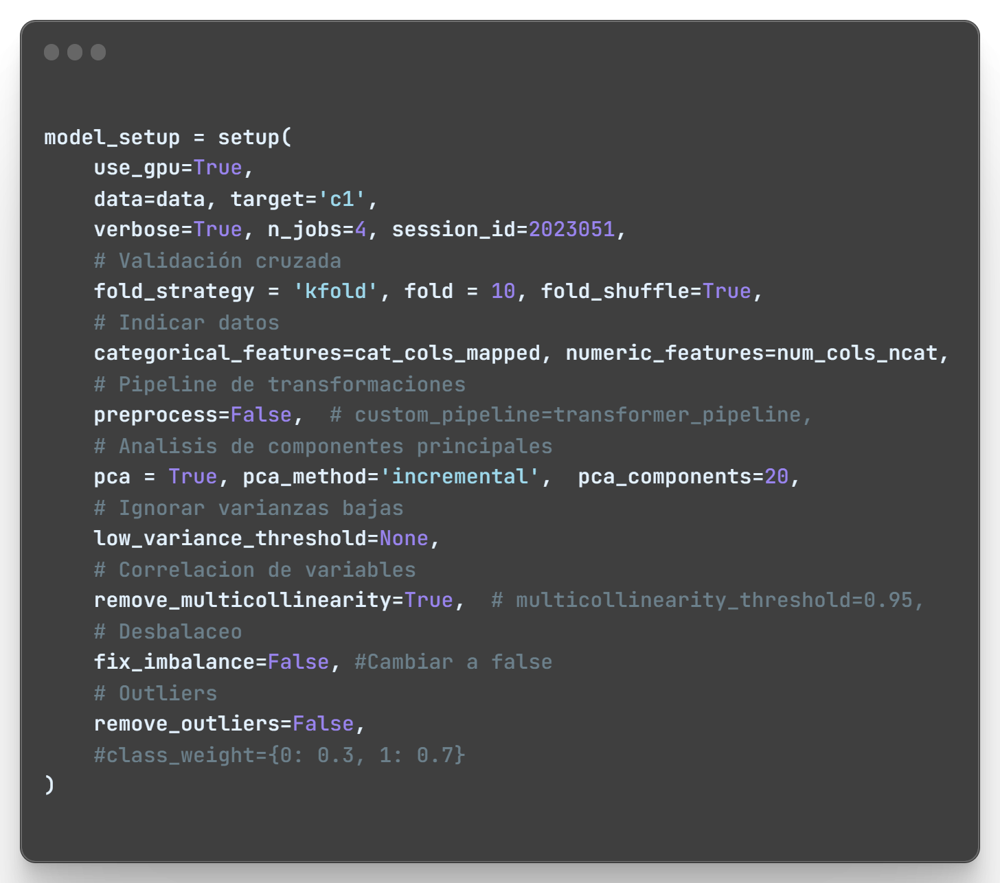 model_setup = setup(
    use_gpu=True,
    data=data, target='c1',
    verbose=True, n_jobs=4, session_id=2023051,
    # Validación cruzada
    fold_strategy = 'kfold', fold = 10, fold_shuffle=True,
    # Indicar datos
    categorical_features=cat_cols_mapped, numeric_features=num_cols_ncat,
    # Pipeline de transformaciones
    preprocess=False,  # custom_pipeline=transformer_pipeline,
    # Analisis de componentes principales
    pca = True, pca_method='incremental',  pca_components=20,
    # Ignorar varianzas bajas
    low_variance_threshold=None,
    # Correlacion de variables
    remove_multicollinearity=True,  # multicollinearity_threshold=0.95,
    # Desbalaceo
    fix_imbalance=False, #Cambiar a false
    # Outliers
    remove_outliers=False,
    #class_weight={0: 0.3, 1: 0.7}
)